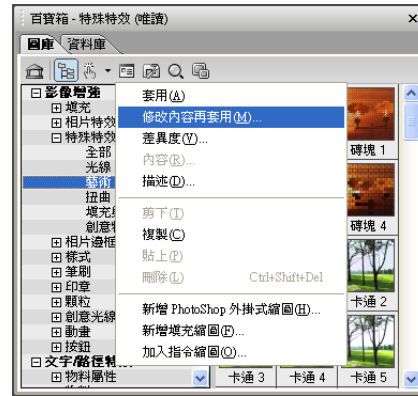 百寶箱 - 特殊特效 (唯讀)
圖庫 資料庫
影像增強
填充
相片特效
特殊特效
全部
光線
藝術
扭曲
填充
創意
相片邊框
樣式
筆刷
印章
顆粒
創意光線
動畫
按鈕
文字/路徑特
物料屬性
套用(A)
修改內容再套用(M)...
差異度(V)...
內容(R)...
描述(D)...
剪下(T)
複製(C)
貼上(P)
刪除(L) Ctrl+Shift+Del
新增 PhotoShop 外掛式縮圖(H)...
新增填充縮圖(F)...
加入指令縮圖(O)...
磚塊 1
磚塊 4
卡通 2
卡通 3 卡通 4 卡通 5